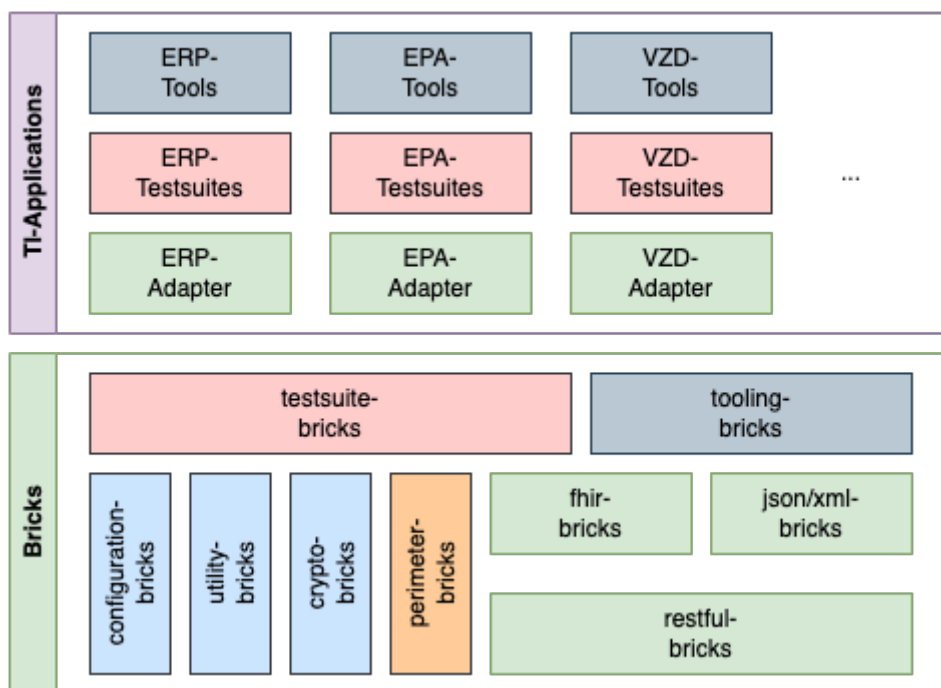 TI-Applications
ERP-
Tools
EPA-
Tools
VZD-
Tools
ERP-
Testsuites
EPA-
Testsuites
VZD-
Testsuites
...
ERP-
Adapter
EPA-
Adapter
VZD-
Adapter
Bricks
testsuite-
bricks
tooling-
bricks
configuration-
bricks
utility-
bricks
crypto-
bricks
perimeter-
bricks
fhir-
bricks
json/xml-
bricks
restful-
bricks